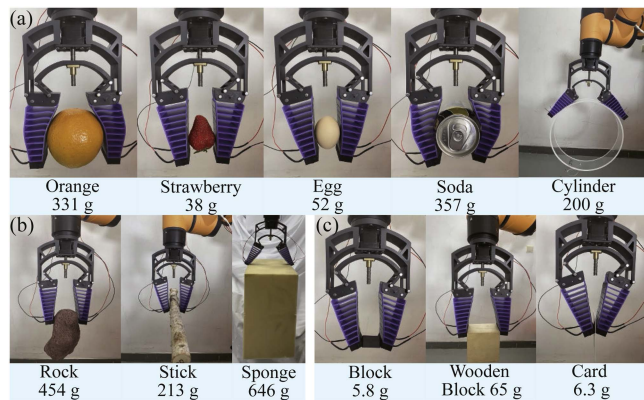 (a)
Orange Strawberry Egg Soda Cylinder
331 g 38 g 52 g 357 g 200 g
(b) (c)
Rock Stick Sponge Block Wooden Card
454 g 213 g 646 g 5.8 g Block 65 g 6.3 g